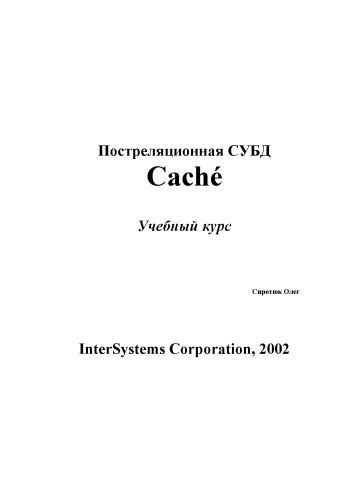 Постреляционная СУБД
Caché
Учебный курс
Сиротюк Олег
InterSystems Corporation, 2002